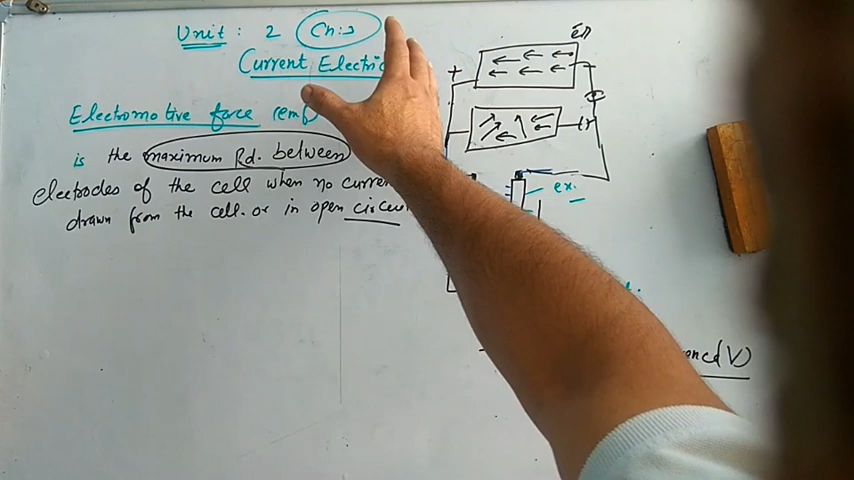 Unit : 2 Ch:3
Current Electric
Electromotive force (emf
is the maximum Pd. between
electrodes of the cell when no curren
drawn from the cell. or in open circui
+
ex.
V)